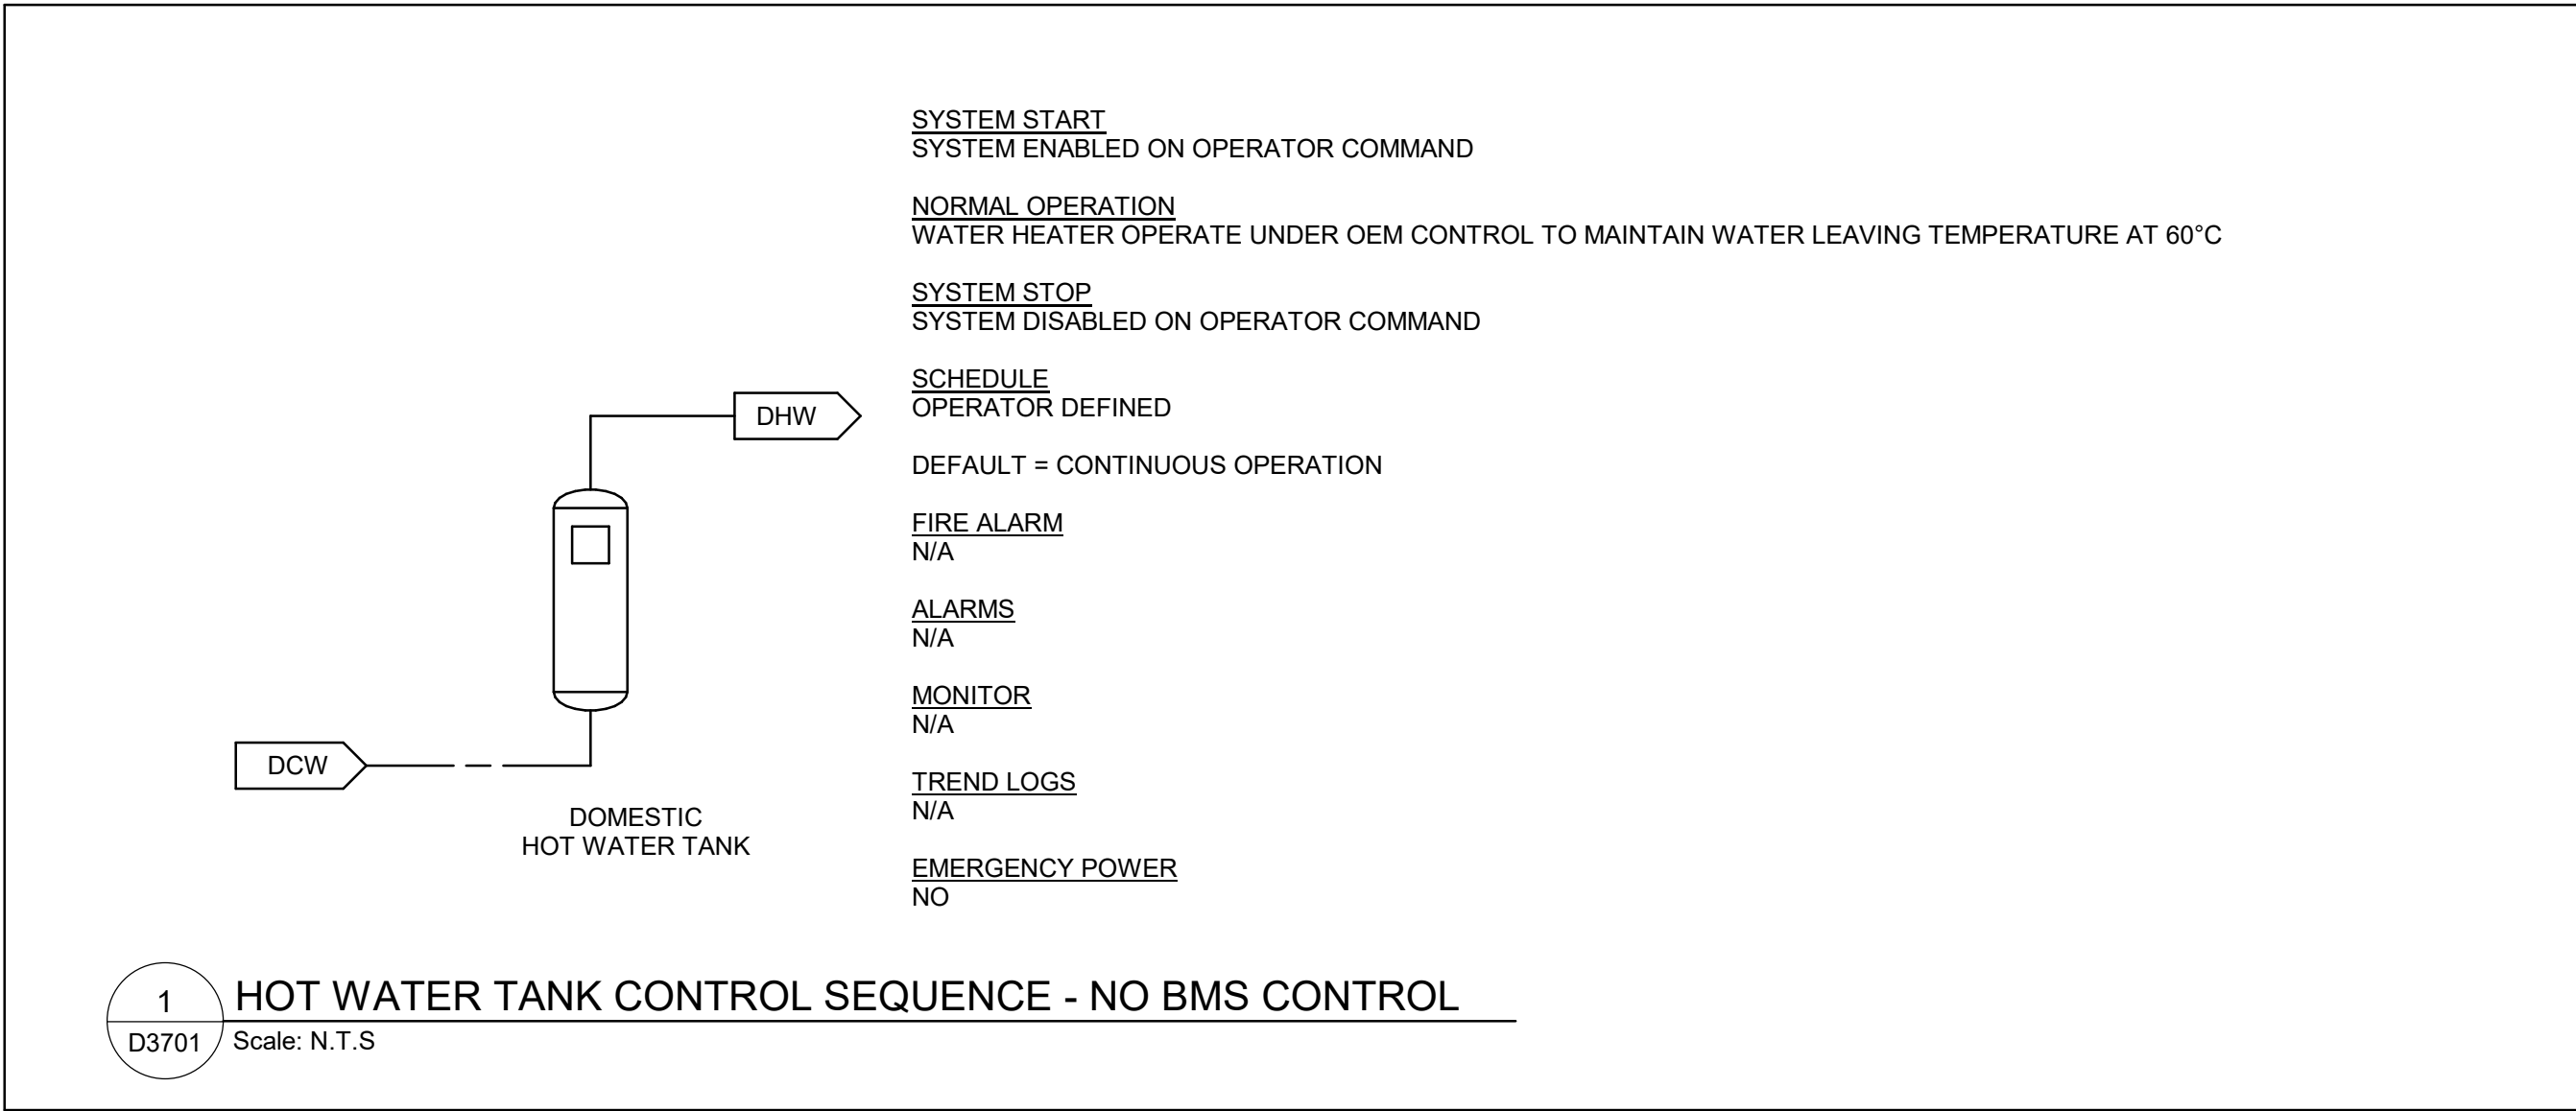 SYSTEM START
SYSTEM ENABLED ON OPERATOR COMMAND
NORMAL OPERATION
WATER HEATER OPERATE UNDER OEM CONTROL TO MAINTAIN WATER LEAVING TEMPERATURE AT 60°C
SYSTEM STOP
SYSTEM DISABLED ON OPERATOR COMMAND
SCHEDULE
OPERATOR DEFINED
DEFAULT = CONTINUOUS OPERATION
FIRE ALARM
N/A
ALARMS
N/A
MONITOR
N/A
TREND LOGS
N/A
EMERGENCY POWER
NO
DHW
DCW
DOMESTIC
HOT WATER TANK
1
D3701
HOT WATER TANK CONTROL SEQUENCE - NO BMS CONTROL
Scale: N.T.S